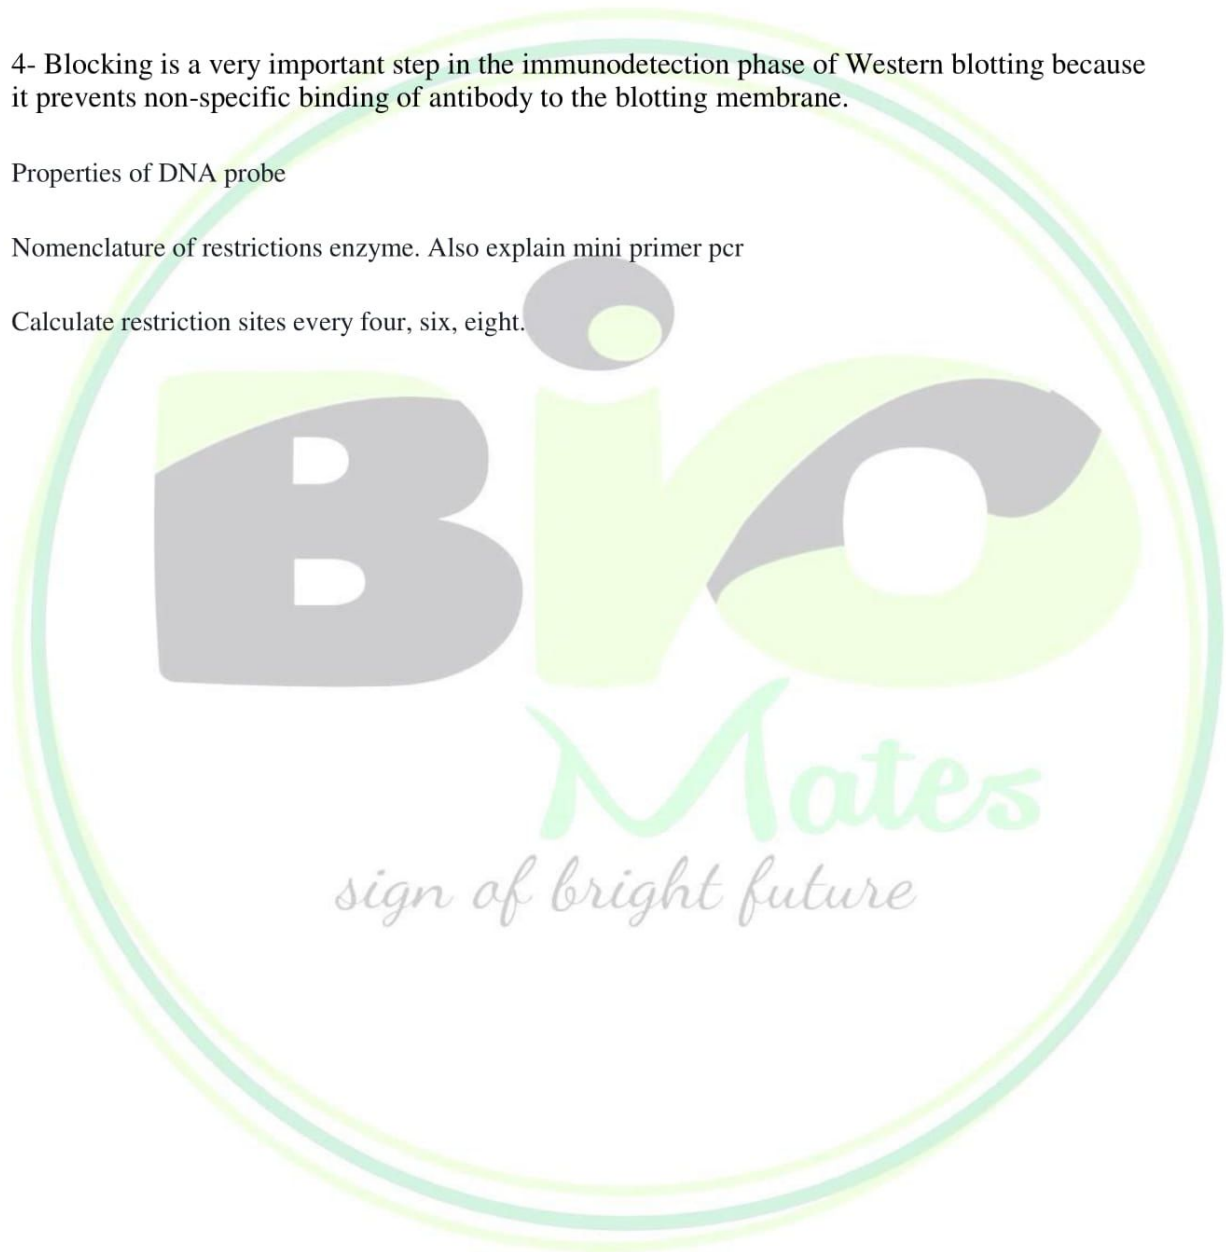 4- Blocking is a very important step in the immunodetection phase of Western blotting because
it prevents non-specific binding of antibody to the blotting membrane.
Properties of DNA probe
Nomenclature of restrictions enzyme. Also explain mini primer pcr
Calculate restriction sites every four, six, eight.
Bio
Mates
sign of bright future